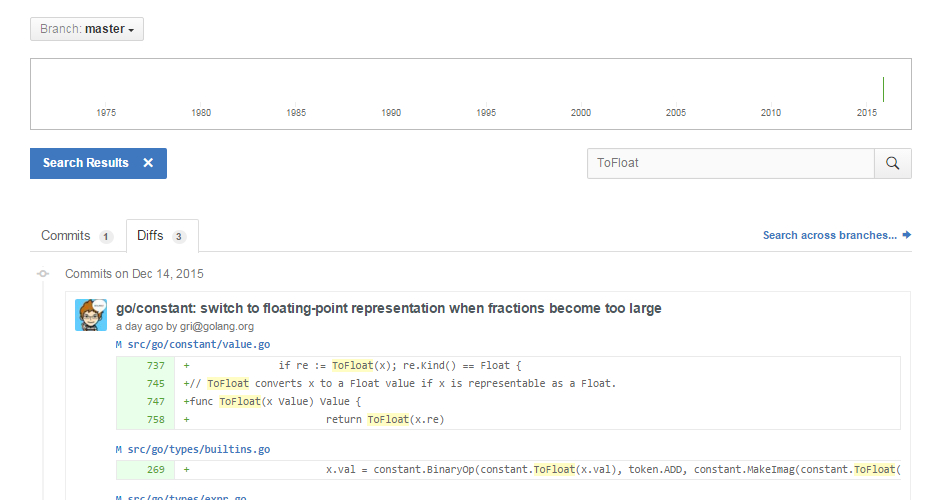 Branch: master
1975 1980 1985 1990 1995 2000 2005 2010 2015
Search Results ✕ ToFloat
Commits 1 Diffs 3 Search across branches...
Commits on Dec 14, 2015
go/constant: switch to floating-point representation when fractions become too large
a day ago by gri@golang.org
M src/go/constant/value.go
737 + if re := ToFloat(x); re.Kind() == Float {
745 +// ToFloat converts x to a Float value if x is representable as a Float.
747 +func ToFloat(x Value) Value {
758 + return ToFloat(x.re)
M src/go/types/builtins.go
269 + x.val = constant.BinaryOp(constant.ToFloat(x.val), token.ADD, constant.MakeImag(constant.ToFloat(
M src/go/types/expr.go